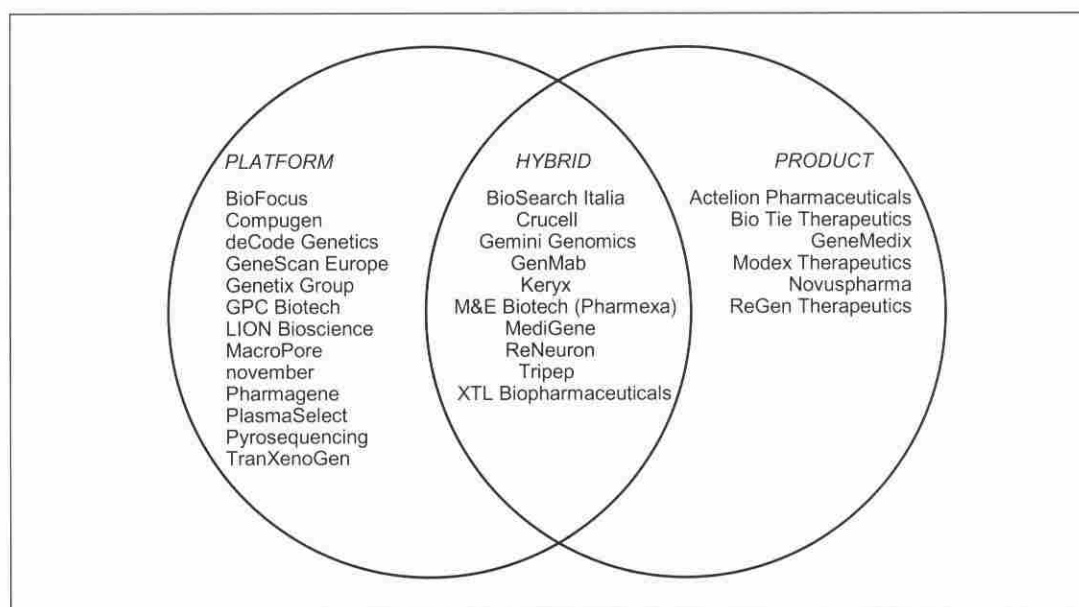 PLATFORM
BioFocus
Compugen
deCode Genetics
GeneScan Europe
Genetix Group
GPC Biotech
LION Bioscience
MacroPore
november
Pharmagene
PlasmaSelect
Pyrosequencing
TranXenoGen
HYBRID
BioSearch Italia
Crucell
Gemini Genomics
GenMab
Keryx
M&E Biotech (Pharmexa)
MediGene
ReNeuron
Tripep
XTL Biopharmaceuticals
PRODUCT
Actelion Pharmaceuticals
Bio Tie Therapeutics
GeneMedix
Modex Therapeutics
Novuspharma
ReGen Therapeutics